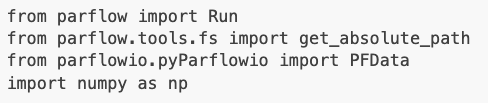 from parflow import Run
from parflow.tools.fs import get_absolute_path
from parflowio.pyParflowio import PFData
import numpy as np